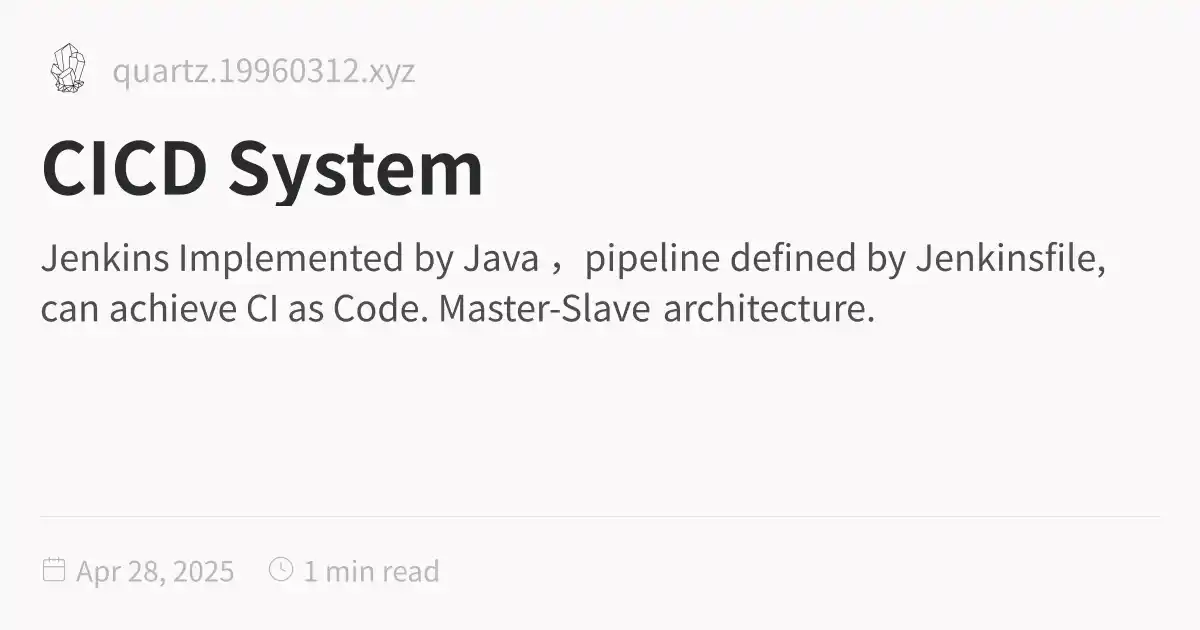 quartz.19960312.xyz
CICD System
Jenkins Implemented by Java ，pipeline defined by Jenkinsfile,
can achieve CI as Code. Master-Slave architecture.
Apr 28, 2025 1 min read